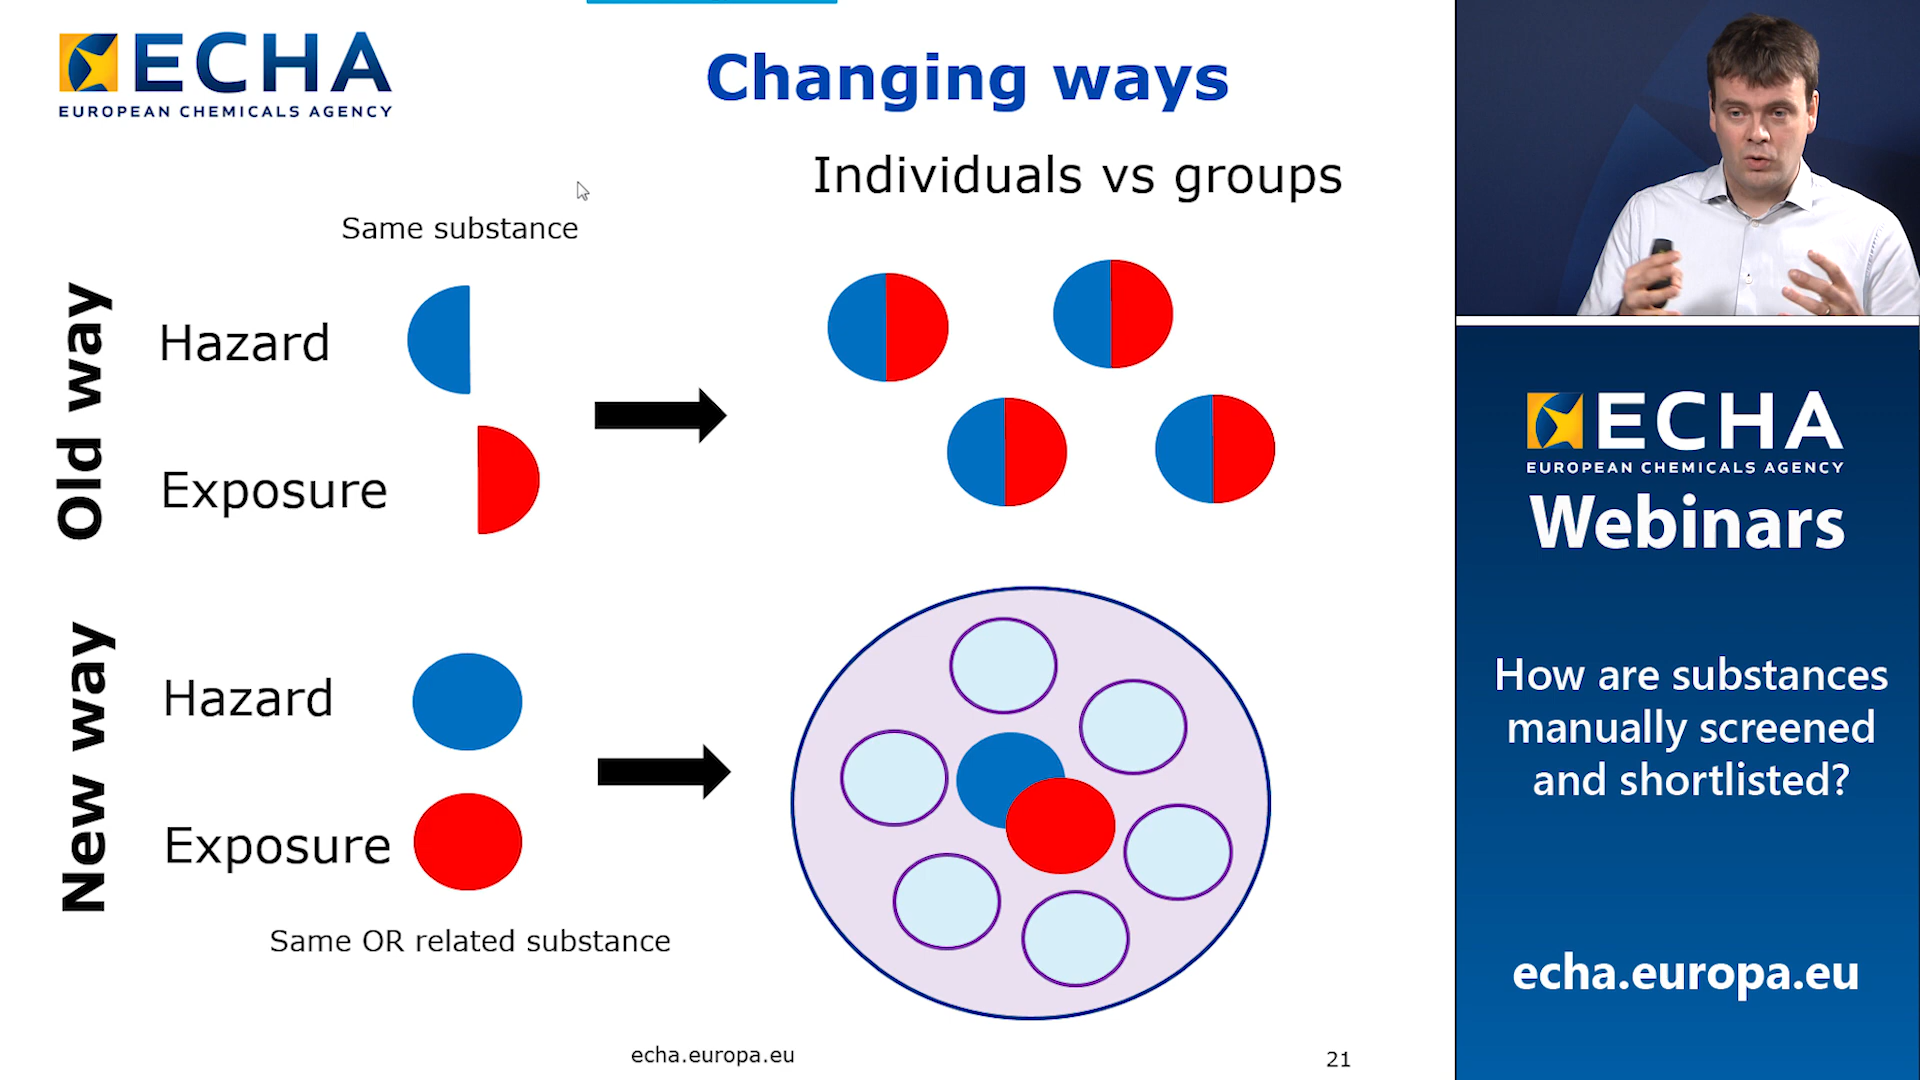 ECHA
EUROPEAN CHEMICALS AGENCY
Changing ways
Individuals vs groups
Same substance
Old way
Hazard
Exposure
New way
Hazard
Exposure
Same OR related substance
echa.europa.eu
21
ECHA
EUROPEAN CHEMICALS AGENCY
Webinars
How are substances
manually screened
and shortlisted?
echa.europa.eu